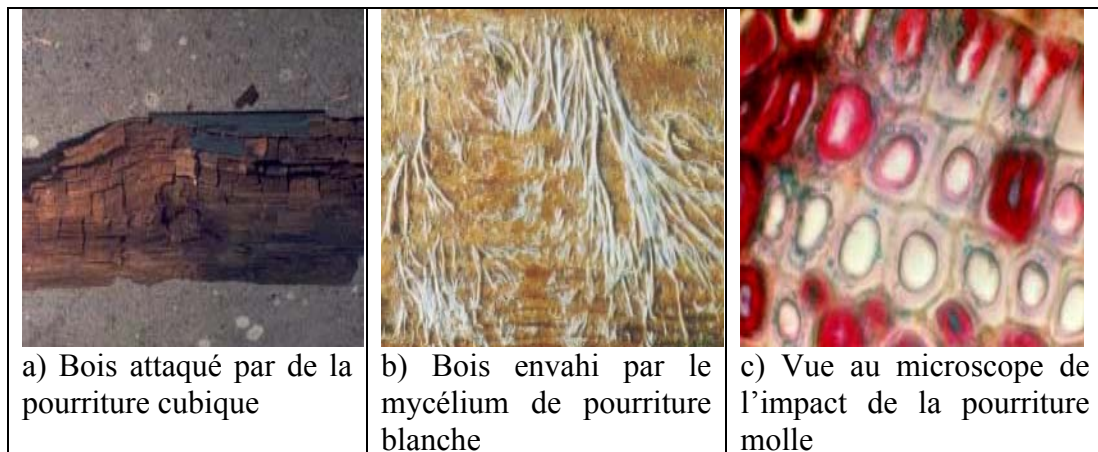 a) Bois attaqué par de la
pourriture cubique
b) Bois envahi par le
mycélium de pourriture
blanche
c) Vue au microscope de
l'impact de la pourriture
molle